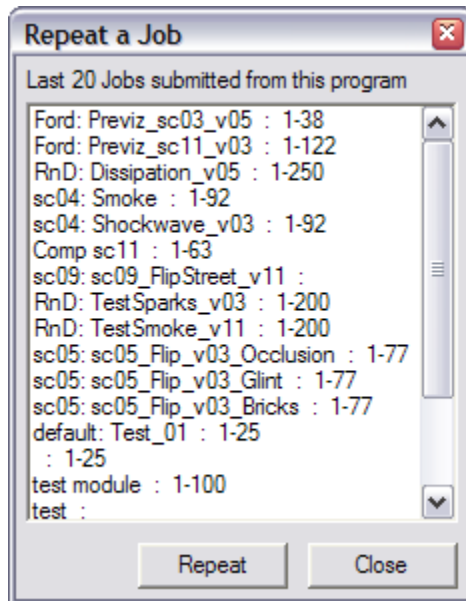 Repeat a Job
Last 20 Jobs submitted from this program
Ford: Previz_sc03_v05 : 1-38
Ford: Previz_sc11_v03 : 1-122
RnD: Dissipation_v05 : 1-250
sc04: Smoke : 1-92
sc04: Shockwave_v03 : 1-92
Comp sc11 : 1-63
sc09: sc09_FlipStreet_v11 :
RnD: TestSparks_v03 : 1-200
RnD: TestSmoke_v11 : 1-200
sc05: sc05_Flip_v03_Occlusion : 1-77
sc05: sc05_Flip_v03_Glint : 1-77
sc05: sc05_Flip_v03_Bricks : 1-77
default: Test_01 : 1-25
: 1-25
test module : 1-100
test :
Repeat Close